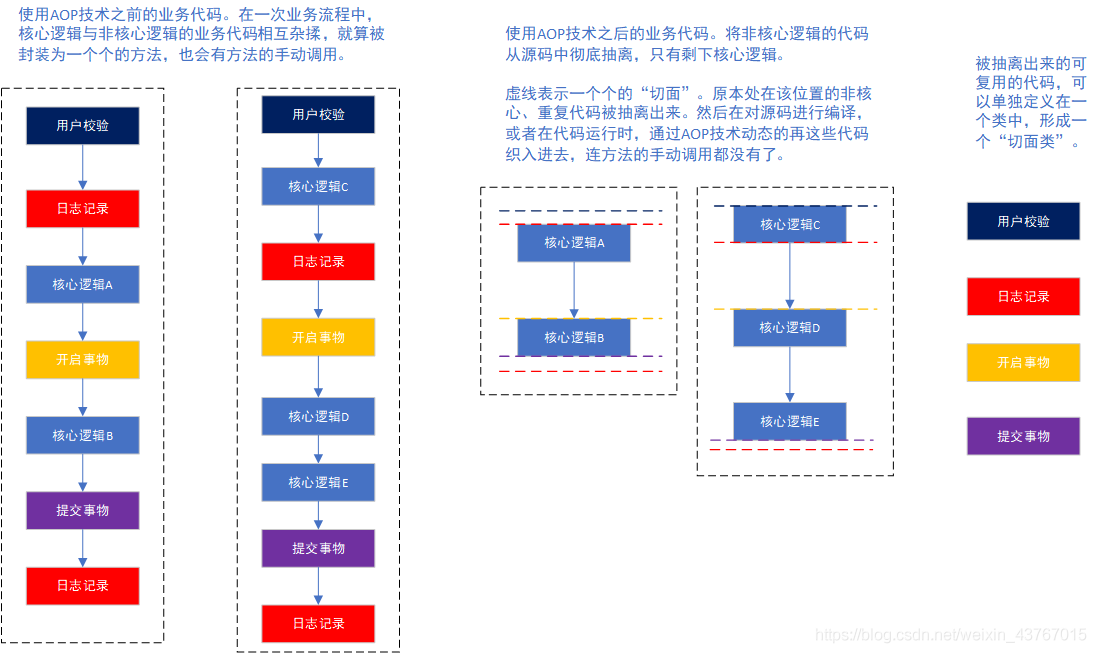 使用AOP技术之前的业务代码。在一次业务流程中，
核心逻辑与非核心逻辑的业务代码相互杂揉，就算被
封装为一个个的方法，也会有方法的手动调用。
用户校验
日志记录
核心逻辑A
开启事物
核心逻辑B
提交事物
日志记录
用户校验
核心逻辑C
日志记录
开启事物
核心逻辑D
核心逻辑E
提交事物
日志记录
使用AOP技术之后的业务代码。将非核心逻辑的代码
从源码中彻底抽离，只有剩下核心逻辑。
虚线表示一个个的“切面”。原本处在该位置的非核
心、重复代码被抽离出来。然后在对源码进行编译，
或者在代码运行时，通过AOP技术动态的再这些代码
织入进去，连方法的手动调用都没有了。
核心逻辑A
核心逻辑B
核心逻辑C
核心逻辑D
核心逻辑E
被抽离出来的可
复用的代码，可
以单独定义在一
个类中，形成一
个“切面类”。
用户校验
日志记录
开启事物
提交事物
https://blog.csdn.net/weixin_43767015